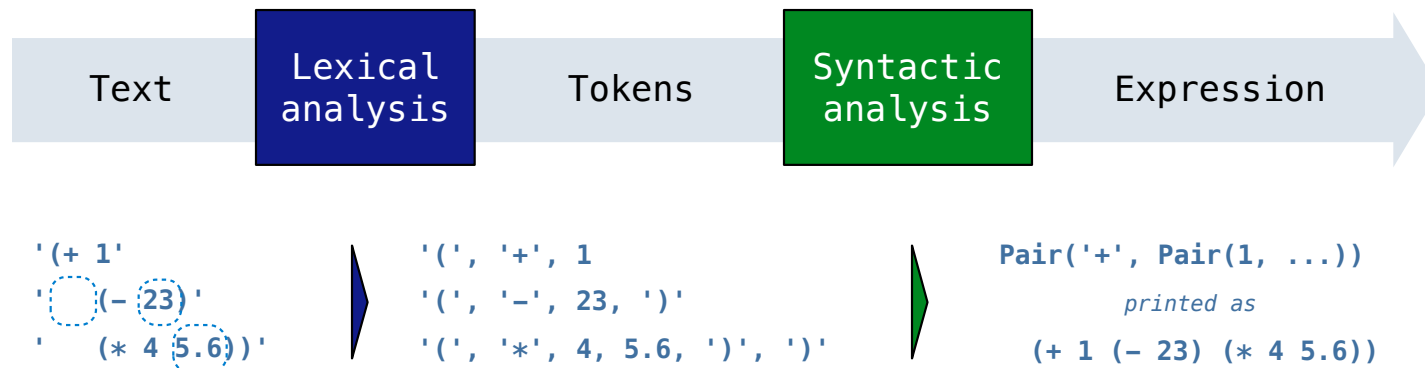 Text
Lexical
analysis
Tokens
Syntactic
analysis
Expression
'(+ 1'
'   (− 23)'
'   (* 4 5.6))'
'(', '+', 1
'(', '−', 23, ')'
'(', '*', 4, 5.6, ')', ')'
Pair('+', Pair(1, ...))
printed as
(+ 1 (− 23) (* 4 5.6))